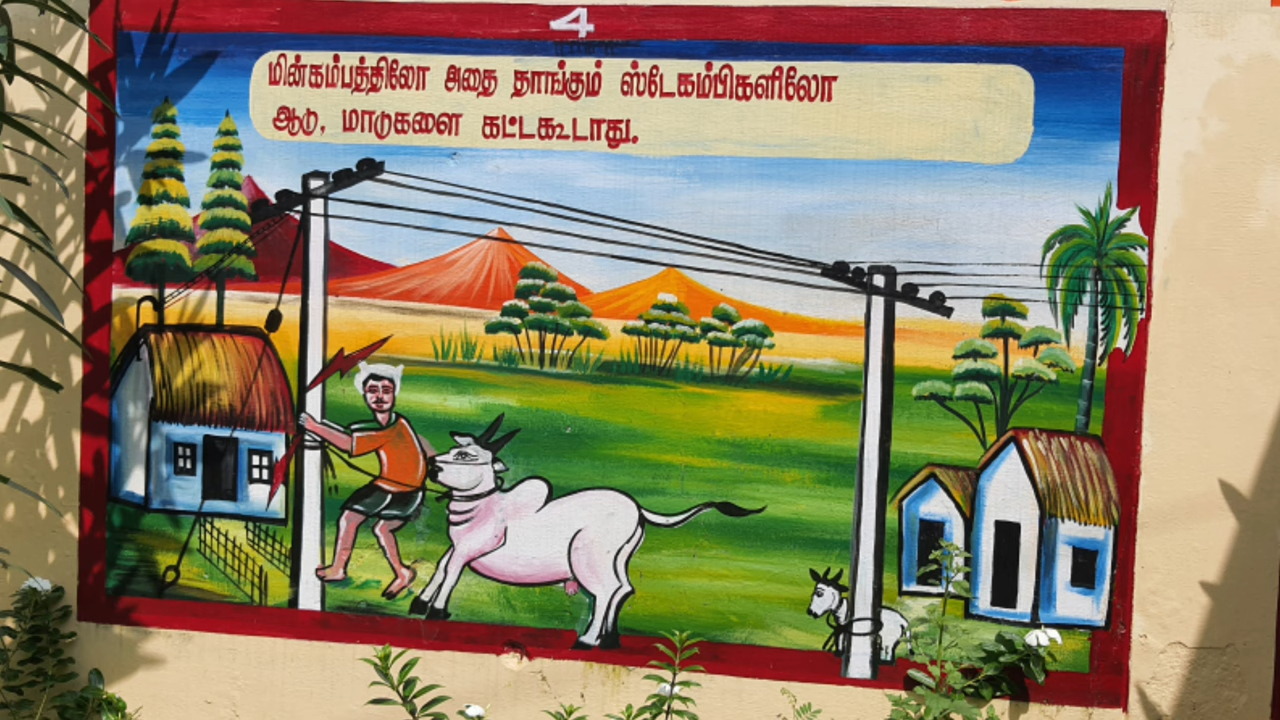 4
மின்கம்பத்திலோ அதை தாங்கும் ஸ்டேகம்பிகளிலோ
ஆடு, மாடுகளை கட்டகூடாது.